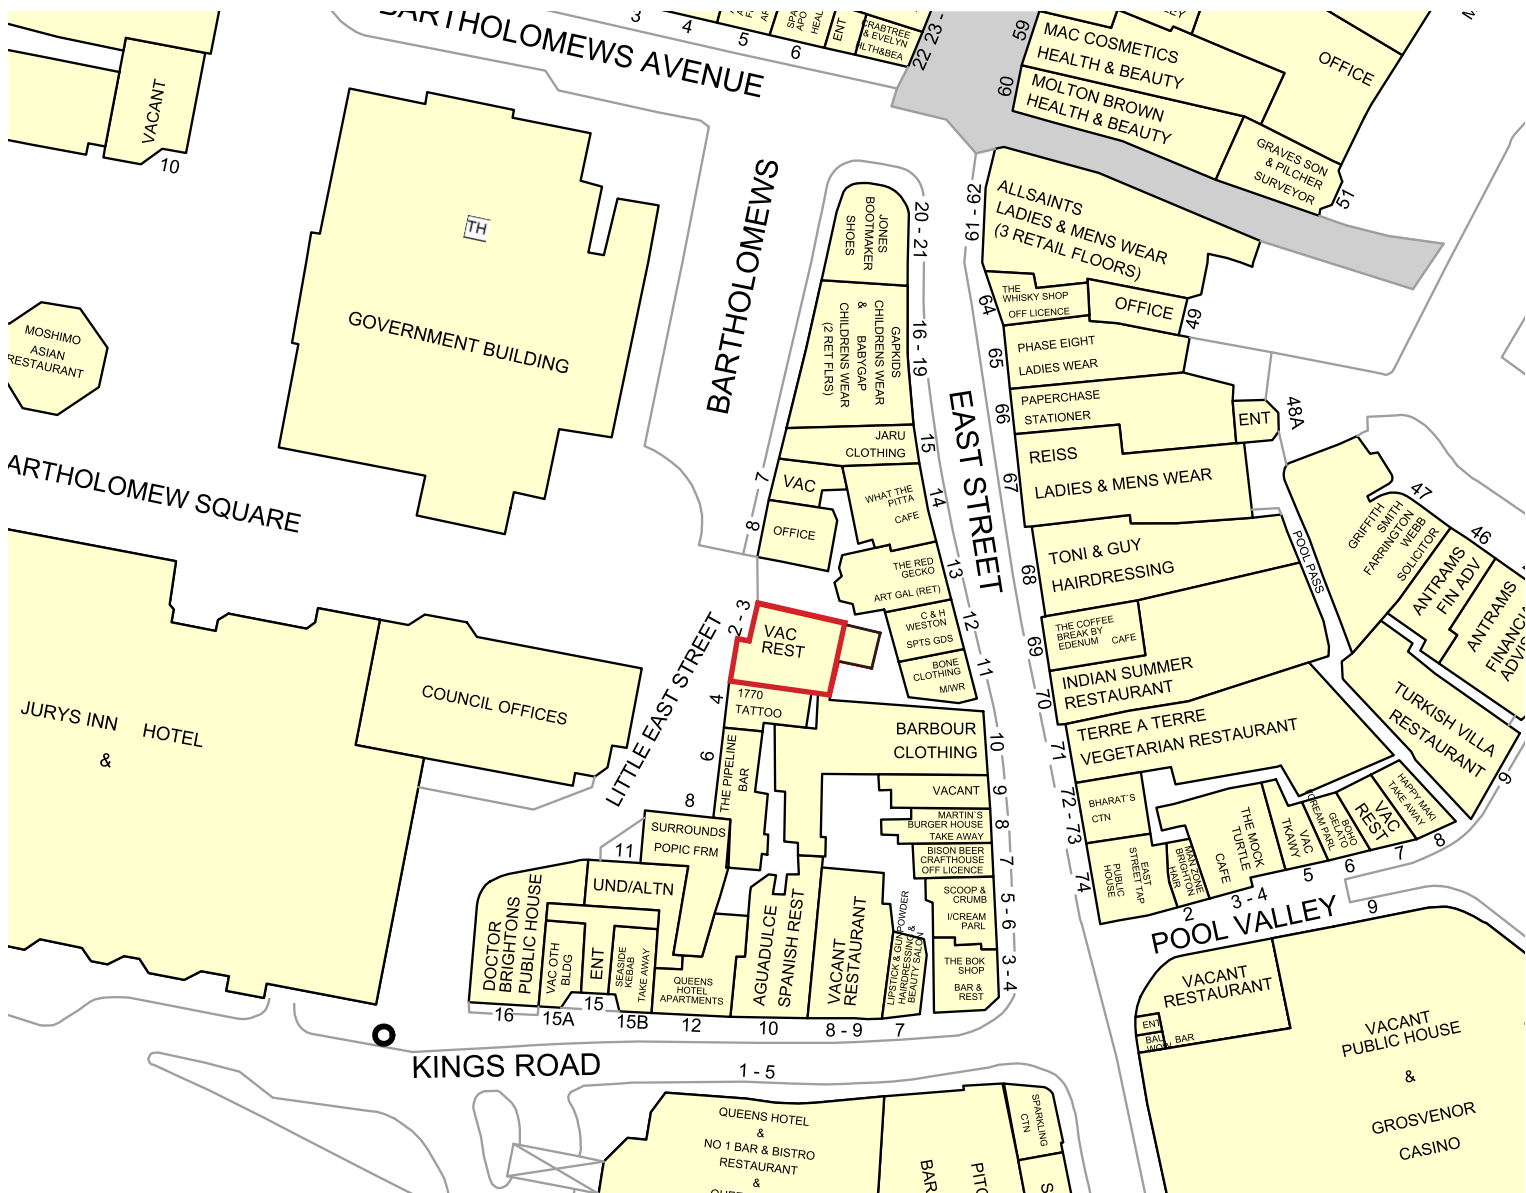 BARTHOLOMEWS AVENUE
3
4
5
6
ENT
CRABTREE
& EVELYN
HLTH&BEA
22
23 -
59
60
MAC COSMETICS
HEALTH & BEAUTY
MOLTON BROWN
HEALTH & BEAUTY
OFFICE
GRAVES SON
& PILCHER
SURVEYOR
51
VACANT
10
TH
GOVERNMENT BUILDING
MOSHIMO
ASIAN
RESTAURANT
BARTHOLOMEWS
ARTHOLOMEW SQUARE
JONES
BOOTMAKER
SHOES
20 - 21
GAPKIDS
CHILDRENS WEAR
&
BABYGAP
CHILDRENS WEAR
(2 RET FLRS)
16 - 19
JARU
CLOTHING
15
VAC
7
OFFICE
8
WHAT THE
PITTA
CAFE
14
THE RED
GECKO
ART GAL (RET)
13
C & H
WESTON
SPTS GDS
12
BONE
CLOTHING
M/WR
11
EAST STREET
61 - 62
ALLSAINTS
LADIES & MENS WEAR
(3 RETAIL FLOORS)
THE
WHISKY SHOP
OFF LICENCE
64
OFFICE
49
PHASE EIGHT
LADIES WEAR
65
PAPERCHASE
STATIONER
66
ENT
48A
REISS
LADIES & MENS WEAR
67
TONI & GUY
HAIRDRESSING
68
POOL PASS
THE COFFEE
BREAK BY
EDENUM CAFE
69
INDIAN SUMMER
RESTAURANT
70
TERRE A TERRE
VEGETARIAN RESTAURANT
71
GRIFFITH
SMITH
FARRINGTON
WEBB
SOLICITOR
47
ANTRAMS
FIN ADV
46
ANTRAMS
TURKISH VILLA
RESTAURANT
9
2 - 3
VAC
REST
LITTLE EAST STREET
4
1770
TATTOO
6
THE PIPELINE
BAR
8
SURROUNDS
POPIC FRM
11
JURYS INN HOTEL
&
COUNCIL OFFICES
BARBOUR
CLOTHING
10
VACANT
9
MARTIN`S
BURGER HOUSE
TAKE AWAY
8
BISON BEER
CRAFTHOUSE
OFF LICENCE
7
SCOOP &
CRUMB
I/CREAM
PARL
5 - 6
THE BOK
SHOP
BAR &
REST
3 - 4
BHARAT`S
CTN
72 - 73
EAST
STREET TAP
PUBLIC
HOUSE
74
MAN ZONE
BRIGHTON
HAIR
2
THE MOCK
TURTLE
CAFE
3 - 4
VAC
TKAWY
5
BOHO
GELATO
CREAM PARL
6
VAC
REST
7
HAPPY MAKI
TAKE AWAY
8
POOL VALLEY
9
UND/ALTN
DOCTOR
BRIGHTONS
PUBLIC HOUSE
16
VAC OTH
BLDG
15A
ENT
15
SEASIDE
KEBAB
TAKE AWAY
15B
QUEENS
HOTEL
APARTMENTS
12
AGUADULCE
SPANISH REST
10
VACANT
RESTAURANT
8 - 9
LIPSTICK & GUNPOWDER
HAIRDRESSING &
BEAUTY SALON
7
KINGS ROAD
1 - 5
VACANT
RESTAURANT
ENT
BAR
VACANT
PUBLIC HOUSE
&
GROSVENOR
CASINO
QUEENS HOTEL
&
NO 1 BAR & BISTRO
RESTAURANT
&
BAR
SPARKLING
CTN